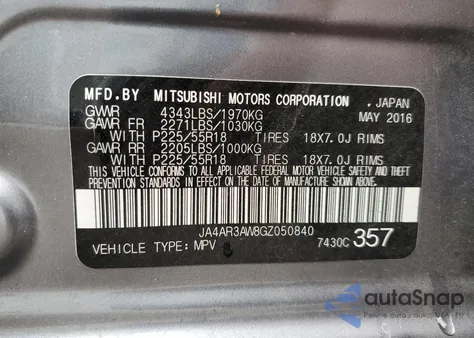 MFD.BY MITSUBISHI MOTORS CORPORATION . JAPAN
GVWR 4343LBS/1970KG MAY 2016
GAWR FR 2271LBS/1030KG
WITH P225/55R18 TIRES 18X7.0J RIMS
GAWR RR 2205LBS/1000KG
WITH P225/55R18 TIRES 18X7.0J RIMS
THIS VEHICLE CONFORMS TO ALL APPLICABLE
FEDERAL MOTOR VEHICLE SAFETY AND THEFT
PREVENTION STANDARDS IN EFFECT ON THE
DATE OF MANUFACTURE SHOWN ABOVE.
JA4AR3AW8GZ050840
VEHICLE TYPE: MPV 7430C 357
autoSnap
Pewne auta z USA